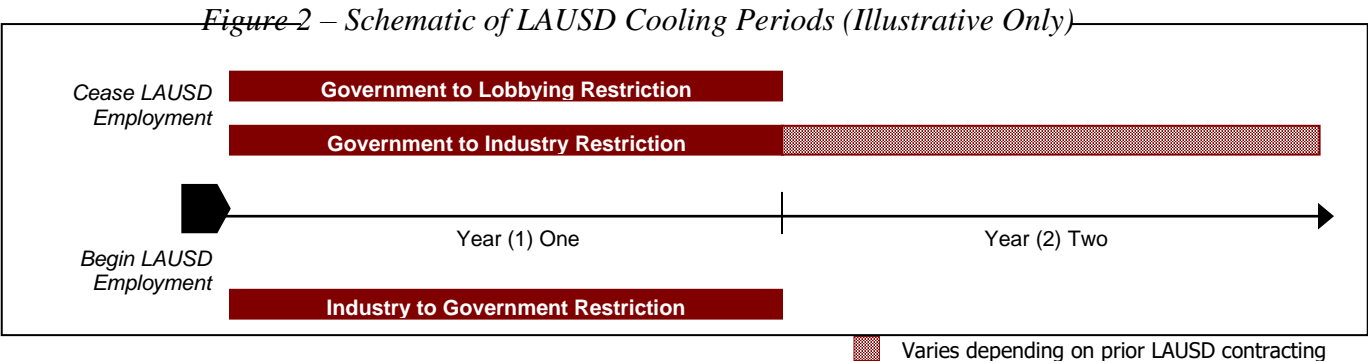 Figure 2 – Schematic of LAUSD Cooling Periods (Illustrative Only)
Cease LAUSD
Employment
Government to Lobbying Restriction
Government to Industry Restriction
Year (1) One
Year (2) Two
Begin LAUSD
Employment
Industry to Government Restriction
Varies depending on prior LAUSD contracting